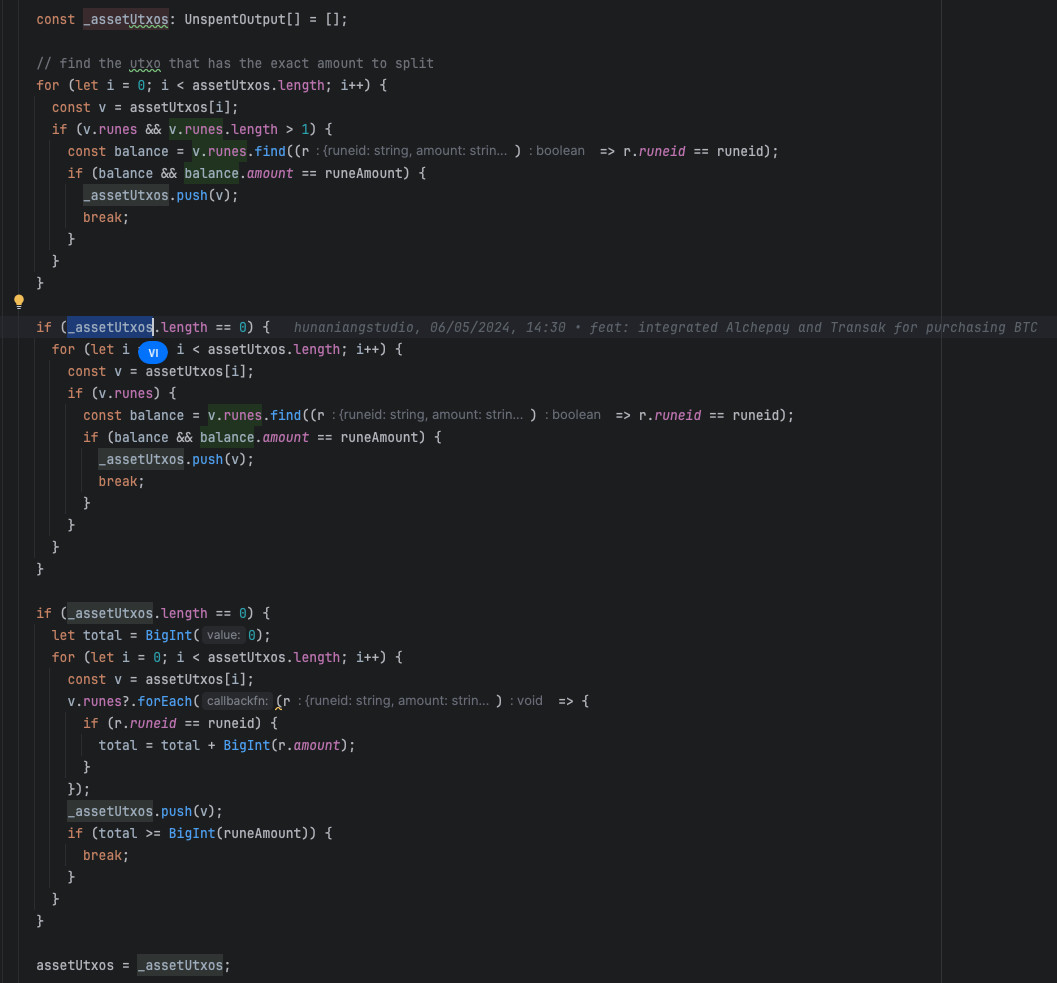 const _assetUtxos: UnspentOutput[] = [];
// find the utxo that has the exact amount to split
for (let i = 0; i < assetUtxos.length; i++) {
const v = assetUtxos[i];
if (v.runes && v.runes.length > 1) {
const balance = v.runes.find((r : {runeid: string, amount: strin... ) : boolean => r.runeid == runeid);
if (balance && balance.amount == runeAmount) {
_assetUtxos.push(v);
break;
}
}
}
if (_assetUtxos.length == 0) { hunaniangstudio, 06/05/2024, 14:30 • feat: integrated Alchepay and Transak for purchasing BTC
for (let i VI i < assetUtxos.length; i++) {
const v = assetUtxos[i];
if (v.runes) {
const balance = v.runes.find((r : {runeid: string, amount: strin... ) : boolean => r.runeid == runeid);
if (balance && balance.amount == runeAmount) {
_assetUtxos.push(v);
break;
}
}
}
}
if (_assetUtxos.length == 0) {
let total = BigInt( value: 0);
for (let i = 0; i < assetUtxos.length; i++) {
const v = assetUtxos[i];
v.runes?.forEach( callbackfn: (r : {runeid: string, amount: strin... ) : void => {
if (r.runeid == runeid) {
total = total + BigInt(r.amount);
}
});
_assetUtxos.push(v);
if (total >= BigInt(runeAmount)) {
break;
}
}
}
assetUtxos = _assetUtxos;